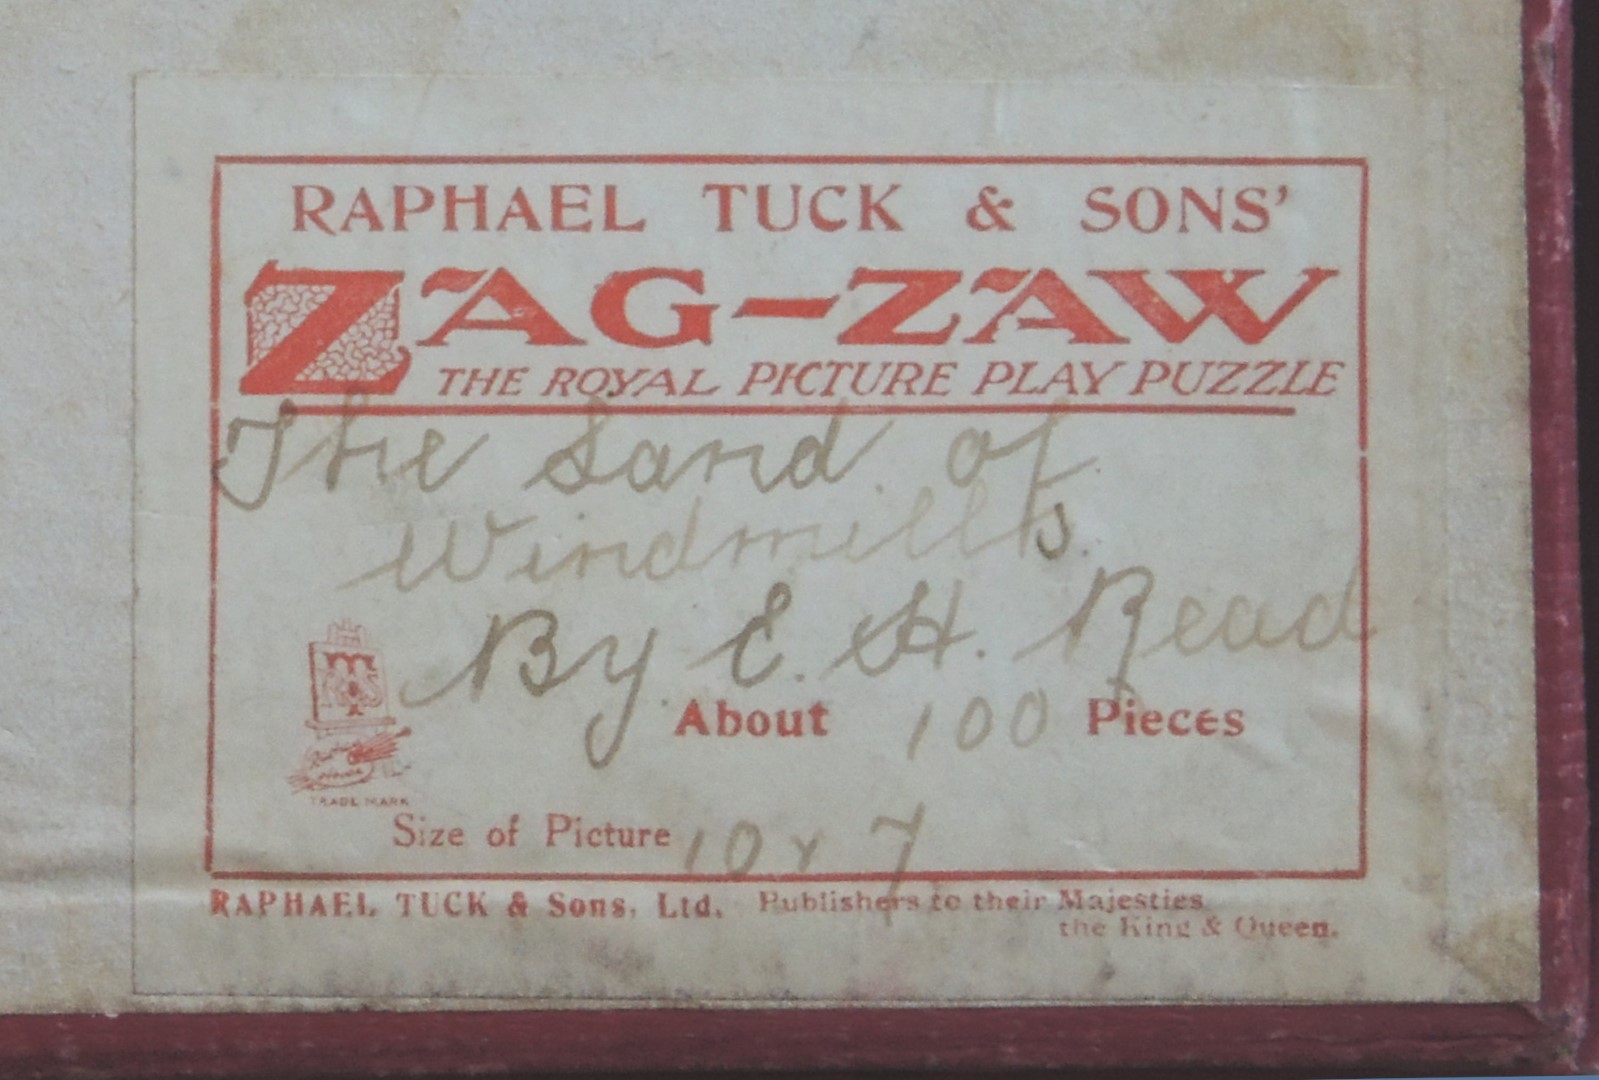 RAPHAEL TUCK & SONS'
ZAG-ZAW
THE ROYAL PICTURE PLAY PUZZLE
The Land of
Windmills.
By E. H. Read
About 100 Pieces
TRADE MARK
Size of Picture 10 x 7
RAPHAEL TUCK & Sons, Ltd. Publishers to their Majesties
the King & Queen.